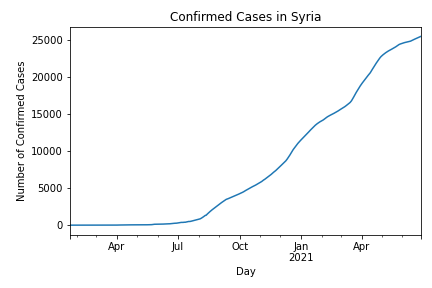 Confirmed Cases in Syria
Number of Confirmed Cases
25000
20000
15000
10000
5000
0
Apr
Jul
Oct
Jan
2021
Apr
Day